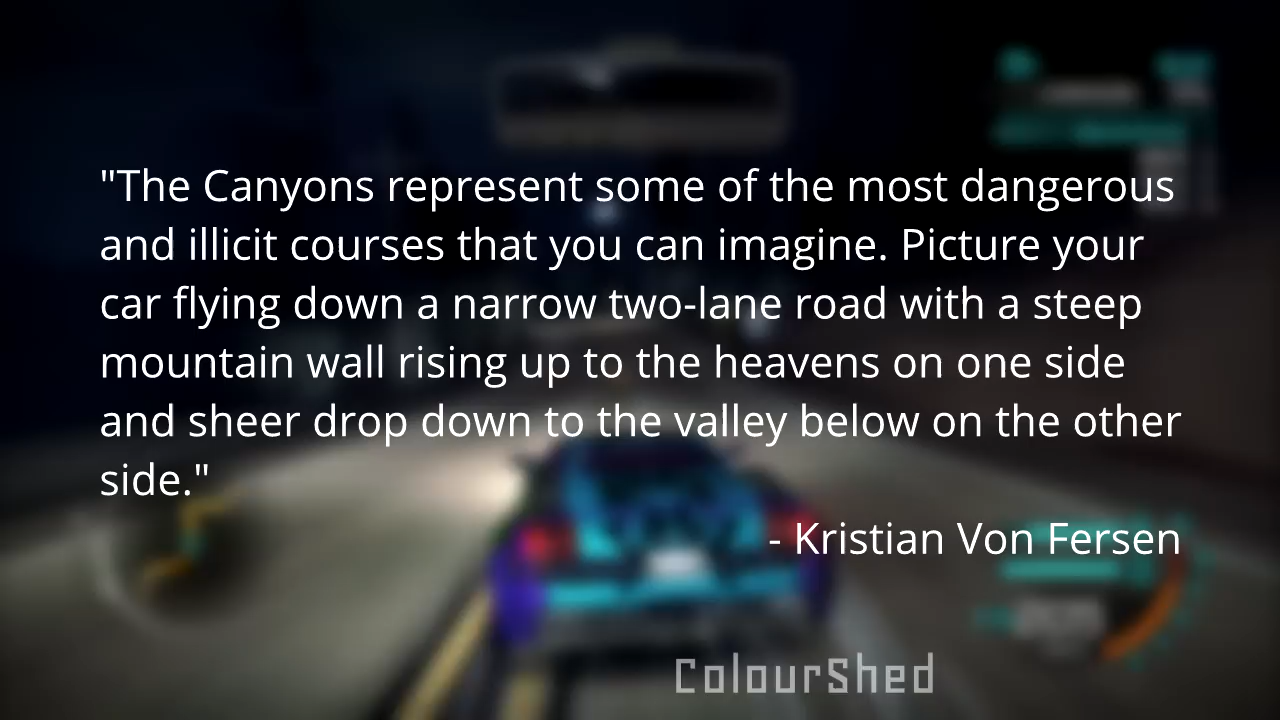 "The Canyons represent some of the most dangerous
and illicit courses that you can imagine. Picture your
car flying down a narrow two-lane road with a steep
mountain wall rising up to the heavens on one side
and sheer drop down to the valley below on the other
side."
- Kristian Von Fersen
ColourShed